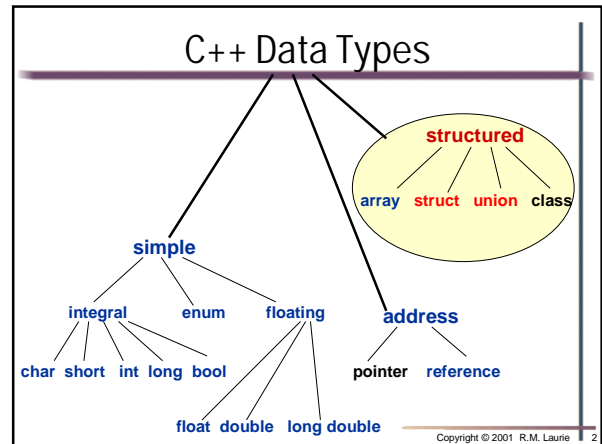 C++ Data Types
structured
array struct union class
simple
integral enum floating
address
char short int long bool
pointer reference
float double long double
Copyright © 2001 R.M. Laurie 2